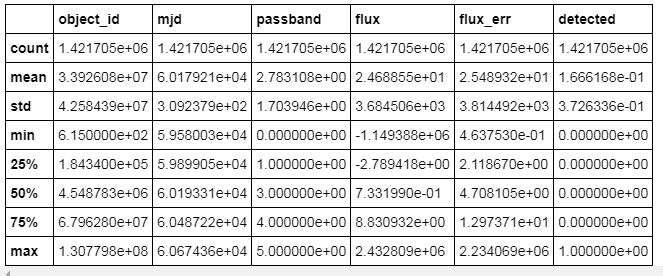 object_id mjd passband flux flux_err detected
count 1.421705e+06 1.421705e+06 1.421705e+06 1.421705e+06 1.421705e+06 1.421705e+06
mean 3.392608e+07 6.017921e+04 2.783108e+00 2.468855e+01 2.548932e+01 1.666168e-01
std 4.258439e+07 3.092379e+02 1.703946e+00 3.684506e+03 3.814492e+03 3.726336e-01
min 6.150000e+02 5.958003e+04 0.000000e+00 -1.149388e+06 4.637530e-01 0.000000e+00
25% 1.843400e+05 5.989905e+04 1.000000e+00 -2.789418e+00 2.118670e+00 0.000000e+00
50% 4.548783e+06 6.019331e+04 3.000000e+00 7.331990e-01 4.708105e+00 0.000000e+00
75% 6.796280e+07 6.048722e+04 4.000000e+00 8.830932e+00 1.297371e+01 0.000000e+00
max 1.307798e+08 6.067436e+04 5.000000e+00 2.432809e+06 2.234069e+06 1.000000e+00